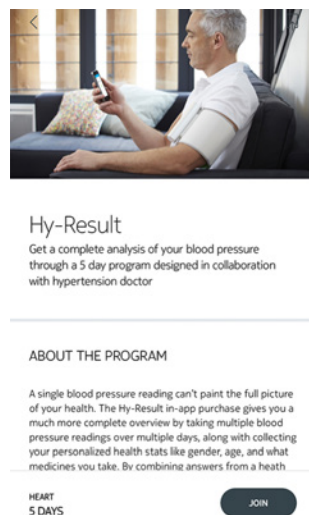 Hy-Result
Get a complete analysis of your blood pressure
through a 5 day program designed in collaboration
with hypertension doctor
ABOUT THE PROGRAM
A single blood pressure reading can't paint the full picture
of your health. The Hy-Result in-app purchase gives you a
much more complete overview by taking multiple blood
pressure readings over multiple days, along with collecting
your personalized health stats like gender, age, and what
medicines you take. By combining answers from a heath
HEART
5 DAYS
JOIN